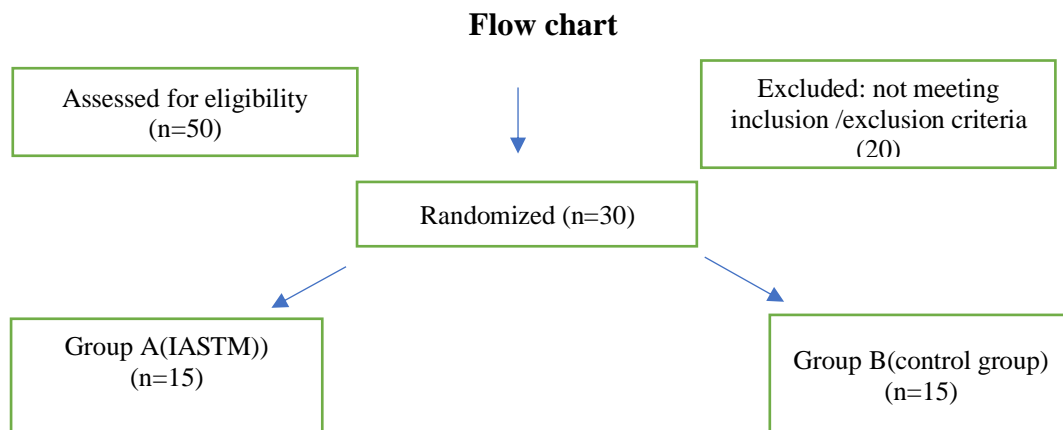 Flow chart
Assessed for eligibility
(n=50)
Excluded: not meeting
inclusion /exclusion criteria
(20)
Randomized (n=30)
Group A(IASTM))
(n=15)
Group B(control group)
(n=15)